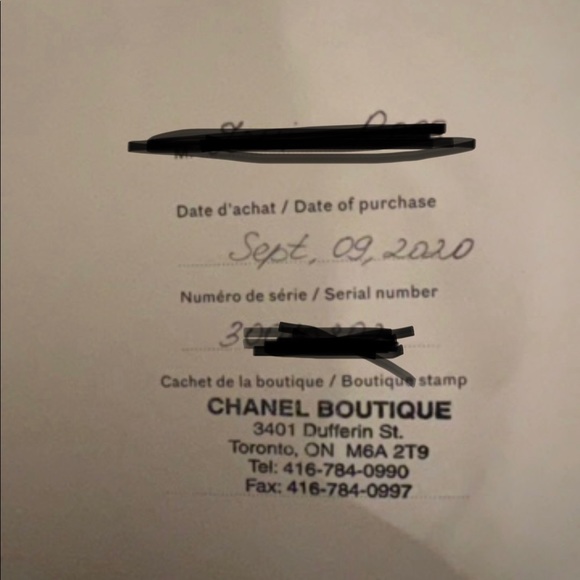 Date d'achat / Date of purchase
Sept, 09, 2020
Numéro de série / Serial number
Cachet de la boutique / Boutique stamp
CHANEL BOUTIQUE
3401 Dufferin St.
Toronto, ON M6A 2T9
Tel: 416-784-0990
Fax: 416-784-0997